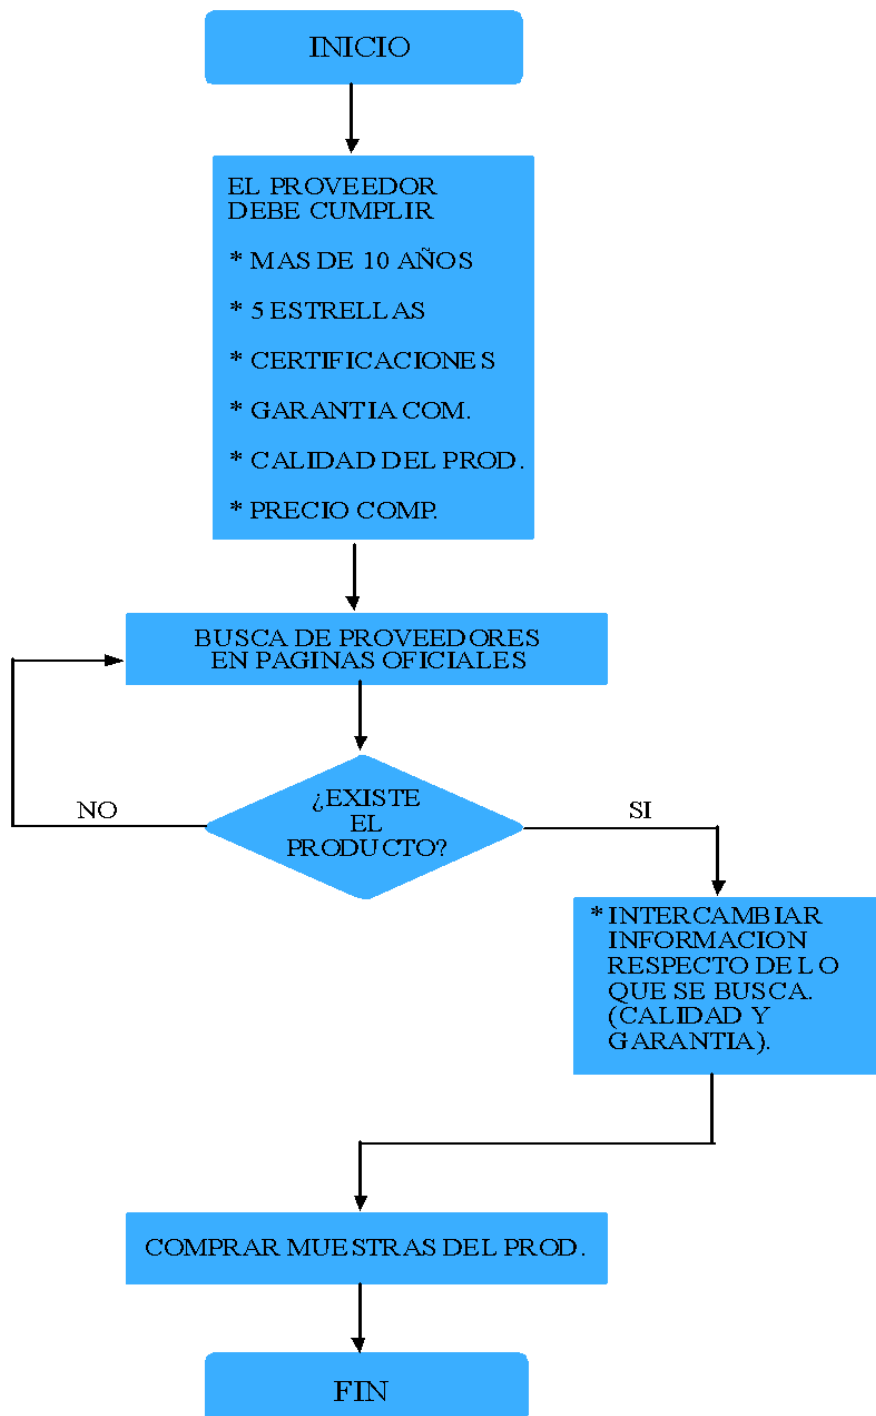 INICIO
EL PROVEEDOR
DEBE CUMPLIR
* MAS DE 10 AÑOS
* 5 ESTRELLAS
* CERTIFICACIONES
* GARANTIA COM.
* CALIDAD DEL PROD.
* PRECIO COMP.
BUSCA DE PROVEEDORES
EN PAGINAS OFICIALES
¿EXISTE
EL
PRODUCTO?
NO
SI
* INTERCAMBIAR
INFORMACION
RESPECTO DE LO
QUE SE BUSCA.
(CALIDAD Y
GARANTIA).
COMPRAR MUESTRAS DEL PROD.
FIN